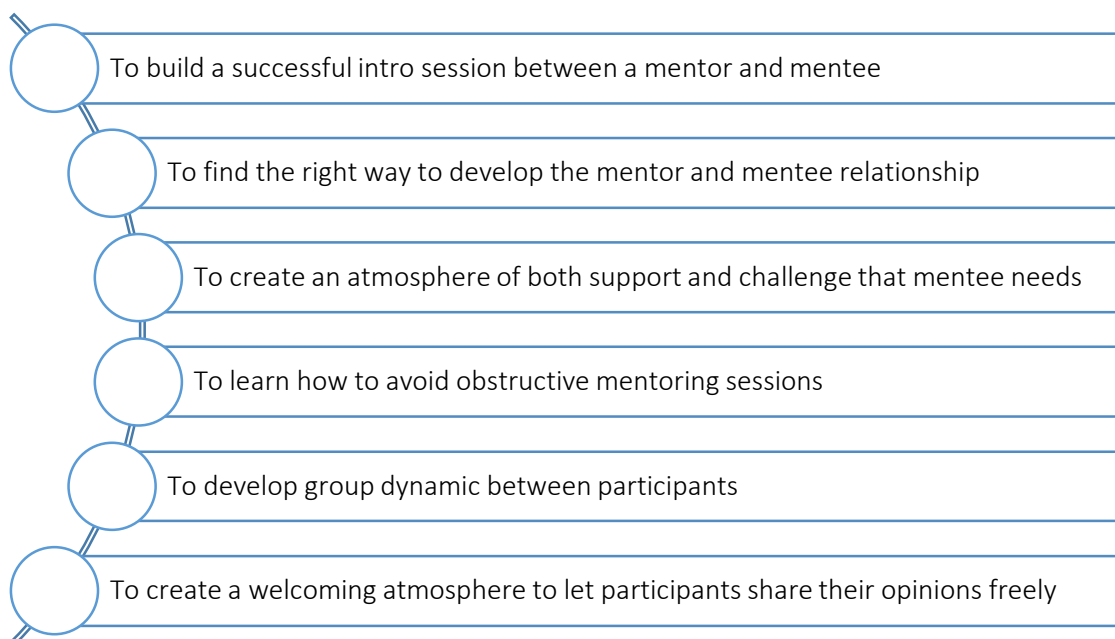 To build a successful intro session between a mentor and mentee
To find the right way to develop the mentor and mentee relationship
To create an atmosphere of both support and challenge that mentee needs
To learn how to avoid obstructive mentoring sessions
To develop group dynamic between participants
To create a welcoming atmosphere to let participants share their opinions freely